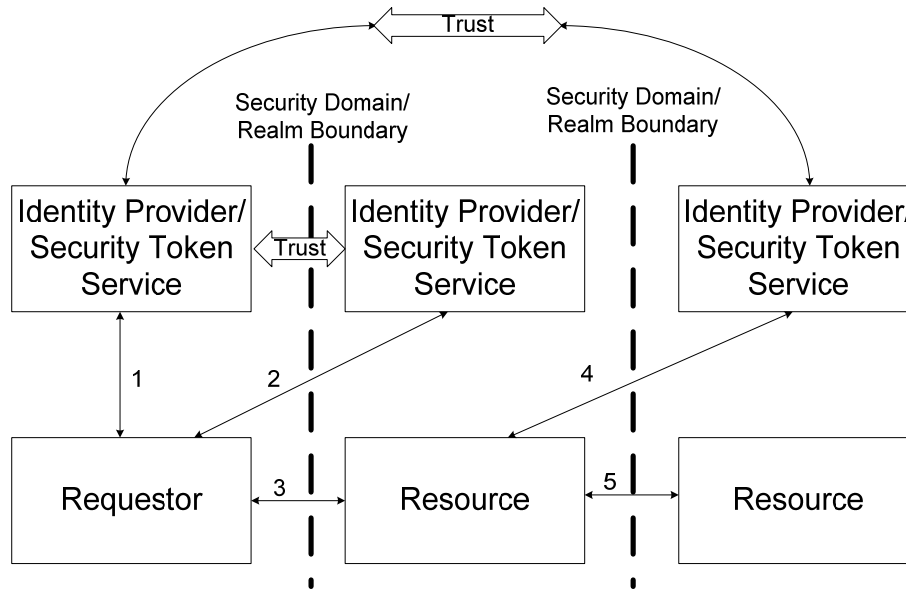 Trust
Security Domain/
Realm Boundary
Security Domain/
Realm Boundary
Identity Provider/
Security Token
Service
Trust
Identity Provider/
Security Token
Service
Identity Provider/
Security Token
Service
1
2
4
Requestor
3
Resource
5
Resource